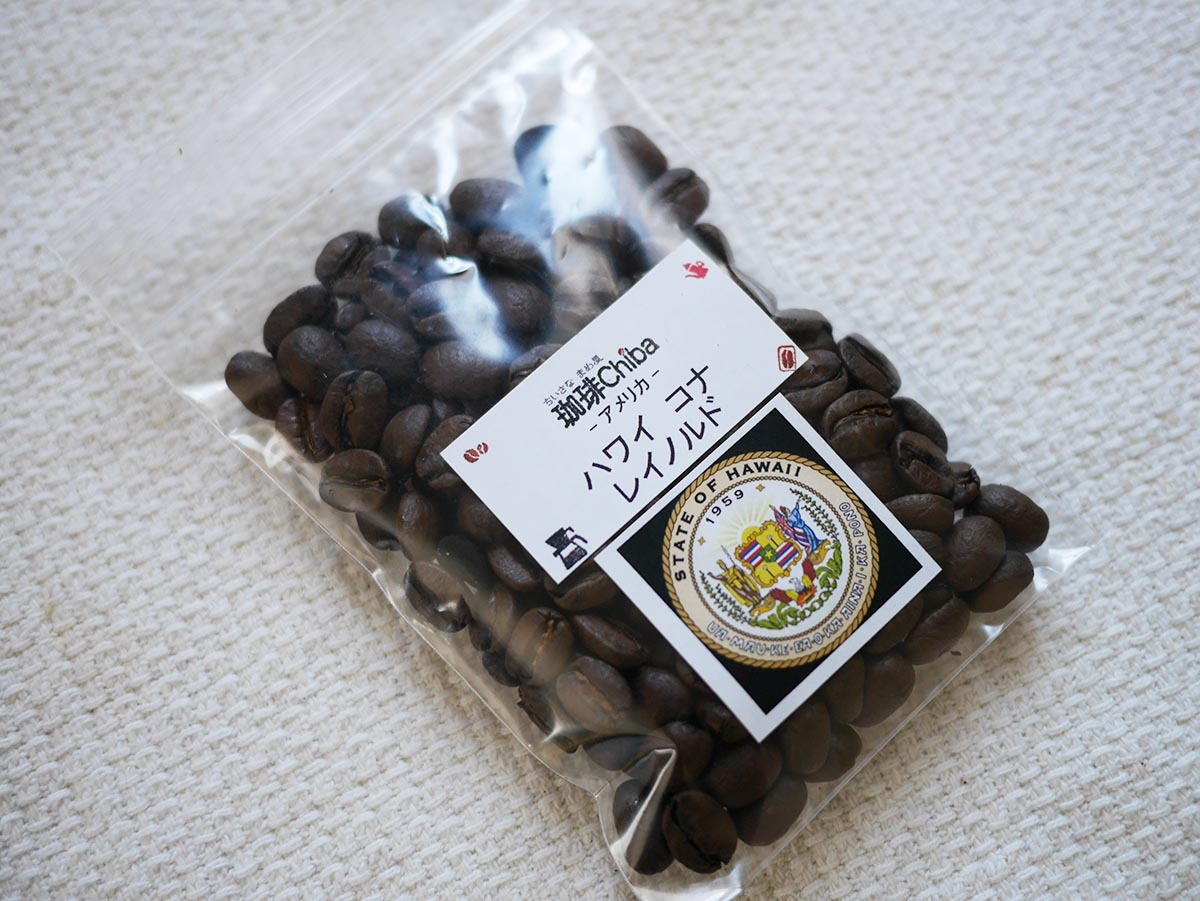 ちいさな まめ屋
珈琲Chiba
- アメリカ -
ハワイ コナ
レイノルド
STATE OF HAWAII
1959
UA·MAU·KE·EA·O·KA·AINA·I·KA·PONO